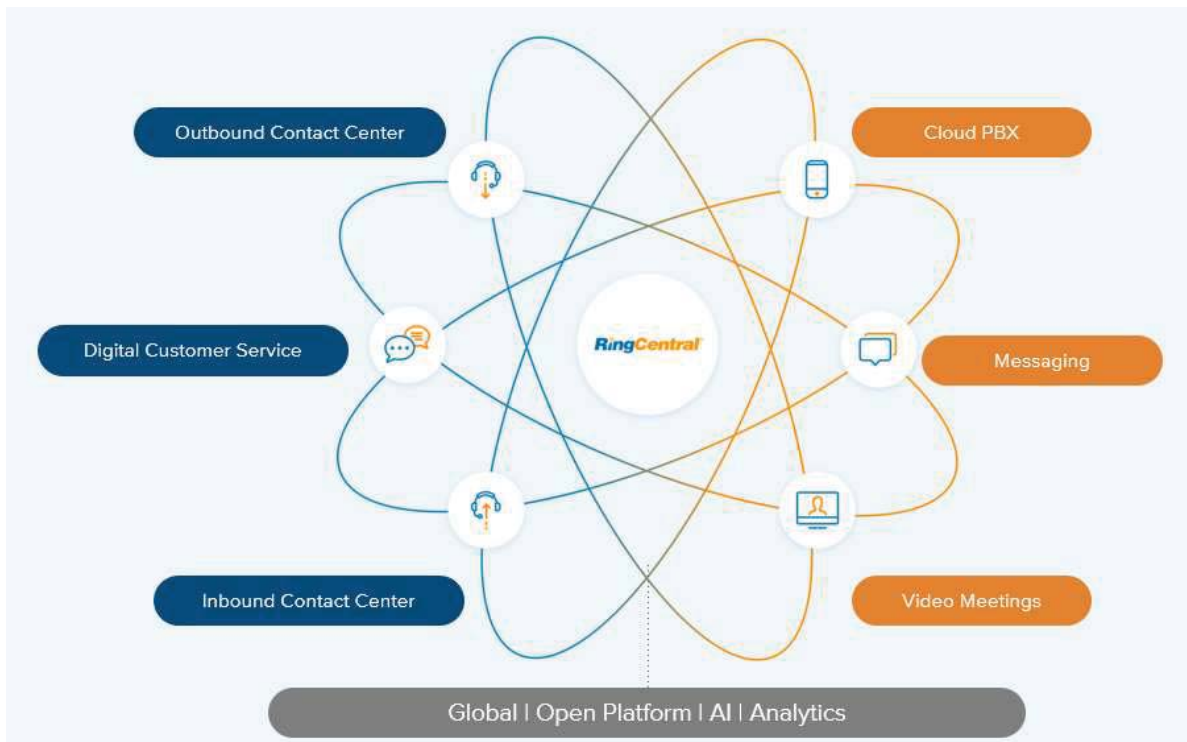 Outbound Contact Center
Cloud PBX
Digital Customer Service
RingCentral
Messaging
Inbound Contact Center
Video Meetings
Global | Open Platform | AI | Analytics